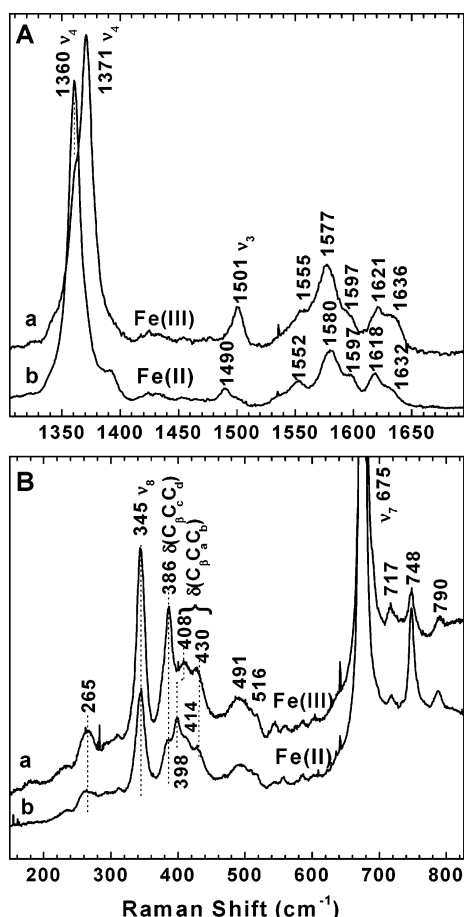 A
1360 ν₄
1371 ν₄
1501 ν₃
1555
1577
1597
1621
1636
a
Fe(III)
b
Fe(II)
1490
1552
1580
1597
1618
1632
1350 1400 1450 1500 1550 1600 1650
B
345 ν₈
386 δ(CβCcCd)
408
} δ(CβCaCb)
430
ν₇ 675
717
748
790
265
491
516
a
Fe(III)
b
Fe(II)
398
414
200 300 400 500 600 700 800
Raman Shift (cm⁻¹)